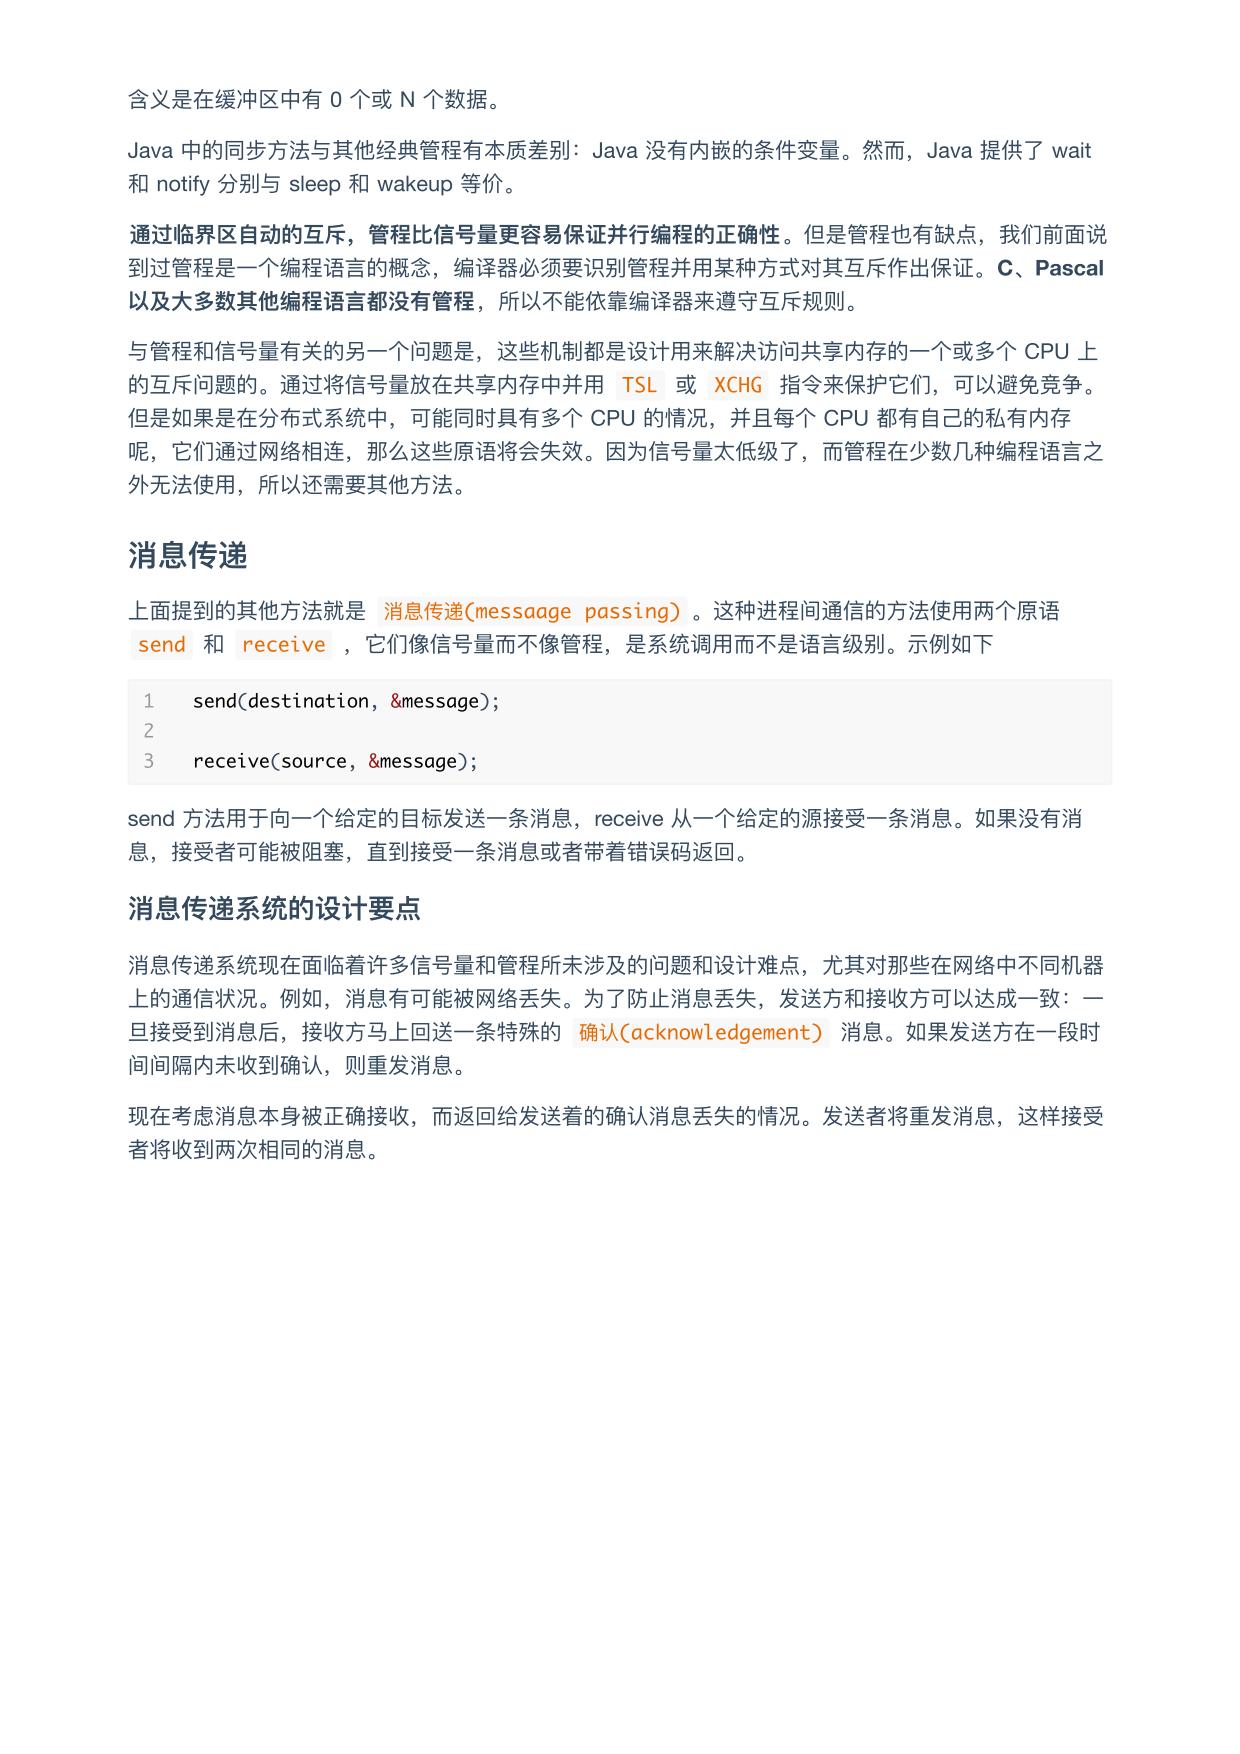 含义是在缓冲区中有 0 个或 N 个数据。
Java 中的同步方法与其他经典管程有本质差别：Java 没有内嵌的条件变量。然而，Java 提供了 wait
和 notify 分别与 sleep 和 wakeup 等价。
通过临界区自动的互斥，管程比信号量更容易保证并行编程的正确性。但是管程也有缺点，我们前面说
到过管程是一个编程语言的概念，编译器必须要识别管程并用某种方式对其互斥作出保证。C、Pascal
以及大多数其他编程语言都没有管程，所以不能依靠编译器来遵守互斥规则。
与管程和信号量有关的另一个问题是，这些机制都是设计用来解决访问共享内存的一个或多个 CPU 上
的互斥问题的。通过将信号量放在共享内存中并用 TSL 或 XCHG 指令来保护它们，可以避免竞争。
但是如果是在分布式系统中，可能同时具有多个 CPU 的情况，并且每个 CPU 都有自己的私有内存
呢，它们通过网络相连，那么这些原语将会失效。因为信号量太低级了，而管程在少数几种编程语言之
外无法使用，所以还需要其他方法。
消息传递
上面提到的其他方法就是 消息传递(messaage passing) 。这种进程间通信的方法使用两个原语
send 和 receive ，它们像信号量而不像管程，是系统调用而不是语言级别。示例如下
1 send(destination, &message);
2
3 receive(source, &message);
send 方法用于向一个给定的目标发送一条消息，receive 从一个给定的源接受一条消息。如果没有消
息，接受者可能被阻塞，直到接受一条消息或者带着错误码返回。
消息传递系统的设计要点
消息传递系统现在面临着许多信号量和管程所未涉及的问题和设计难点，尤其对那些在网络中不同机器
上的通信状况。例如，消息有可能被网络丢失。为了防止消息丢失，发送方和接收方可以达成一致：一
旦接受到消息后，接收方马上回送一条特殊的 确认(acknowledgement) 消息。如果发送方在一段时
间间隔内未收到确认，则重发消息。
现在考虑消息本身被正确接收，而返回给发送着的确认消息丢失的情况。发送者将重发消息，这样接受
者将收到两次相同的消息。